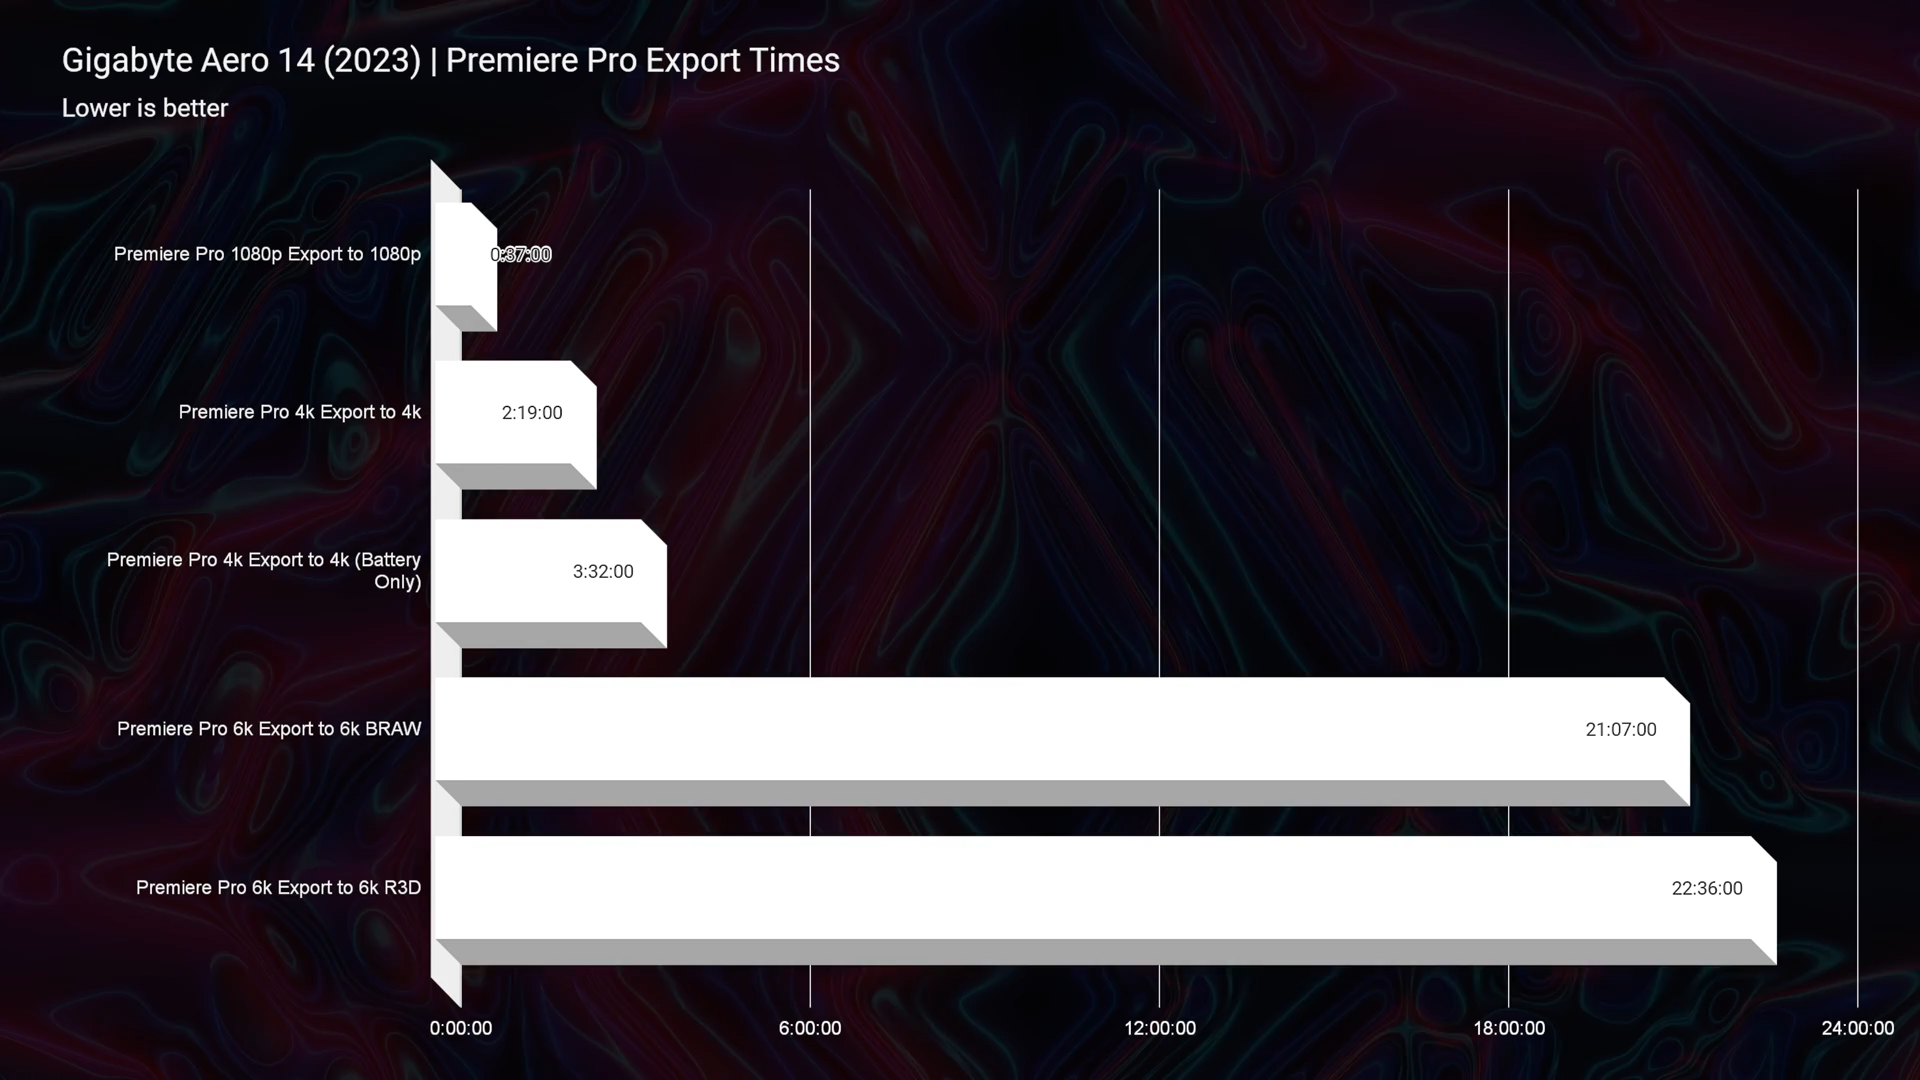 Gigabyte Aero 14 (2023) | Premiere Pro Export Times
Lower is better
Premiere Pro 1080p Export to 1080p
0:37:00
Premiere Pro 4k Export to 4k
2:19:00
Premiere Pro 4k Export to 4k (Battery
Only)
3:32:00
Premiere Pro 6k Export to 6k BRAW
21:07:00
Premiere Pro 6k Export to 6k R3D
22:36:00
0:00:00
6:00:00
12:00:00
18:00:00
24:00:00